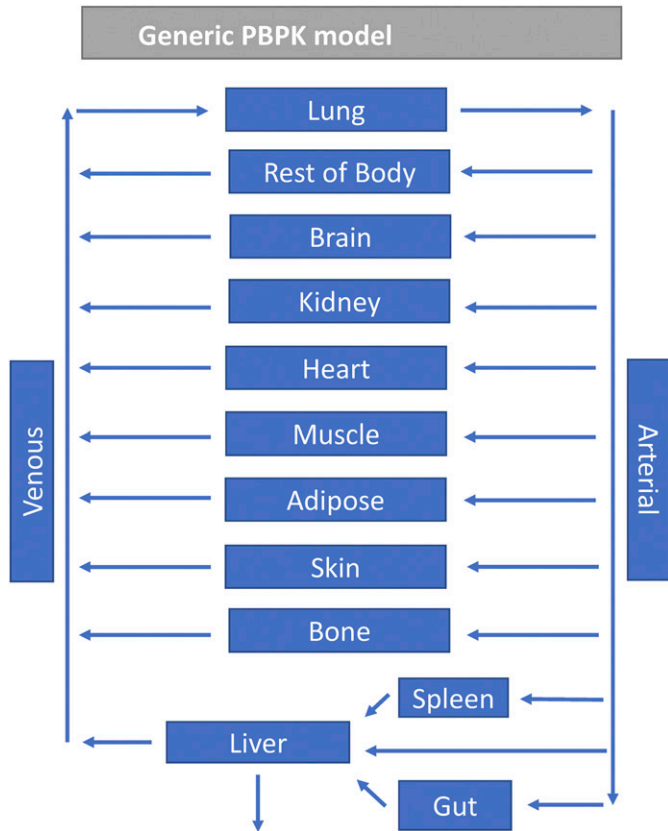 Generic PBPK model
Lung
Rest of Body
Brain
Kidney
Heart
Muscle
Adipose
Skin
Bone
Venous
Arterial
Spleen
Liver
Gut